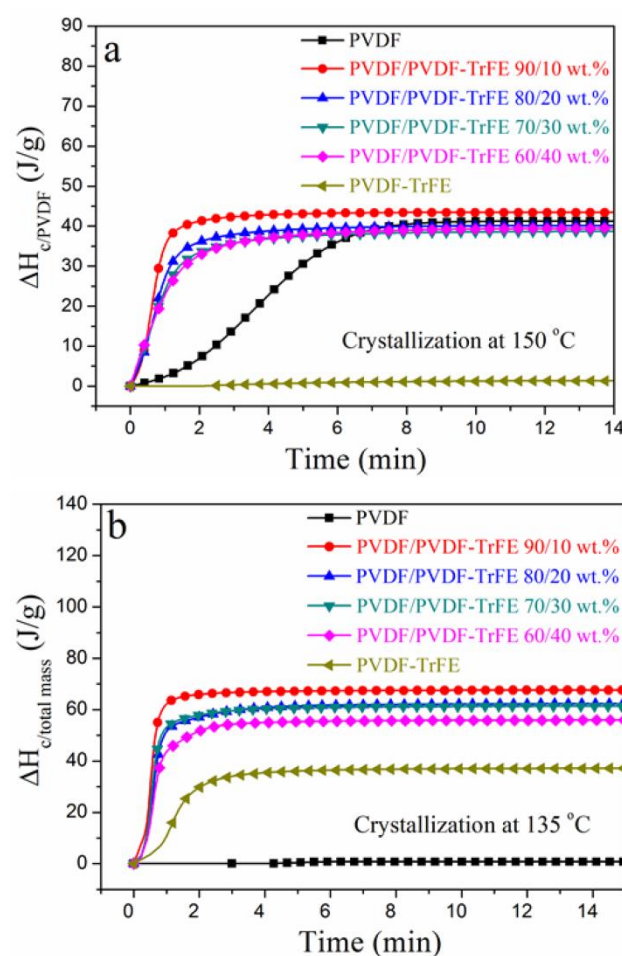 a
PVDF
PVDF/PVDF-TrFE 90/10 wt.%
PVDF/PVDF-TrFE 80/20 wt.%
PVDF/PVDF-TrFE 70/30 wt.%
PVDF/PVDF-TrFE 60/40 wt.%
PVDF-TrFE
90
80
70
60
50
40
30
20
10
0
ΔHc/PVDF (J/g)
Crystallization at 150 °C
0 2 4 6 8 10 12 14
Time (min)
b
PVDF
PVDF/PVDF-TrFE 90/10 wt.%
PVDF/PVDF-TrFE 80/20 wt.%
PVDF/PVDF-TrFE 70/30 wt.%
PVDF/PVDF-TrFE 60/40 wt.%
PVDF-TrFE
140
120
100
80
60
40
20
0
ΔHc/total mass (J/g)
Crystallization at 135 °C
0 2 4 6 8 10 12 14
Time (min)